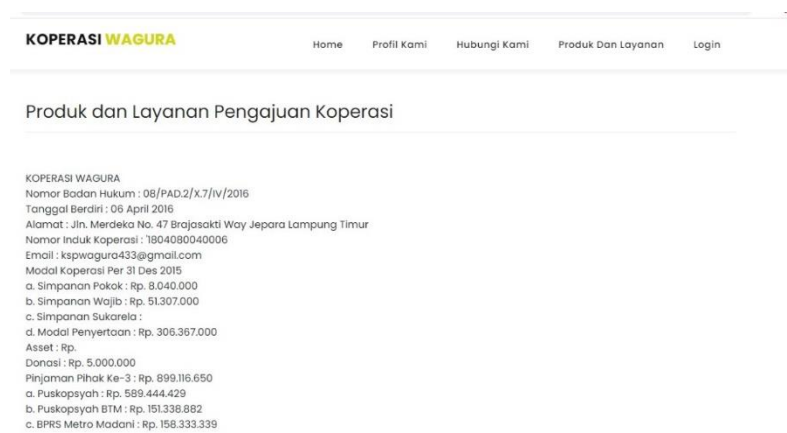 KOPERASI WAGURA
Home Profil Kami Hubungi Kami Produk Dan Layanan Login
Produk dan Layanan Pengajuan Koperasi
KOPERASI WAGURA
Nomor Badan Hukum : 08/PAD.2/X.7/IV/2016
Tanggal Berdiri : 06 April 2016
Alamat : Jln. Merdeka No. 47 Brajasakti Way Jepara Lampung Timur
Nomor Induk Koperasi : '1804080040006
Email : kspwagura433@gmail.com
Modal Koperasi Per 31 Des 2015
a. Simpanan Pokok : Rp. 8.040.000
b. Simpanan Wajib : Rp. 51.307.000
c. Simpanan Sukarela :
d. Modal Penyertaan : Rp. 306.367.000
Asset : Rp.
Donasi : Rp. 5.000.000
Pinjaman Pihak Ke-3 : Rp. 899.116.650
a. Puskopsyah : Rp. 589.444.429
b. Puskopsyah BTM : Rp. 151.338.882
c. BPRS Metro Madani : Rp. 158.333.339